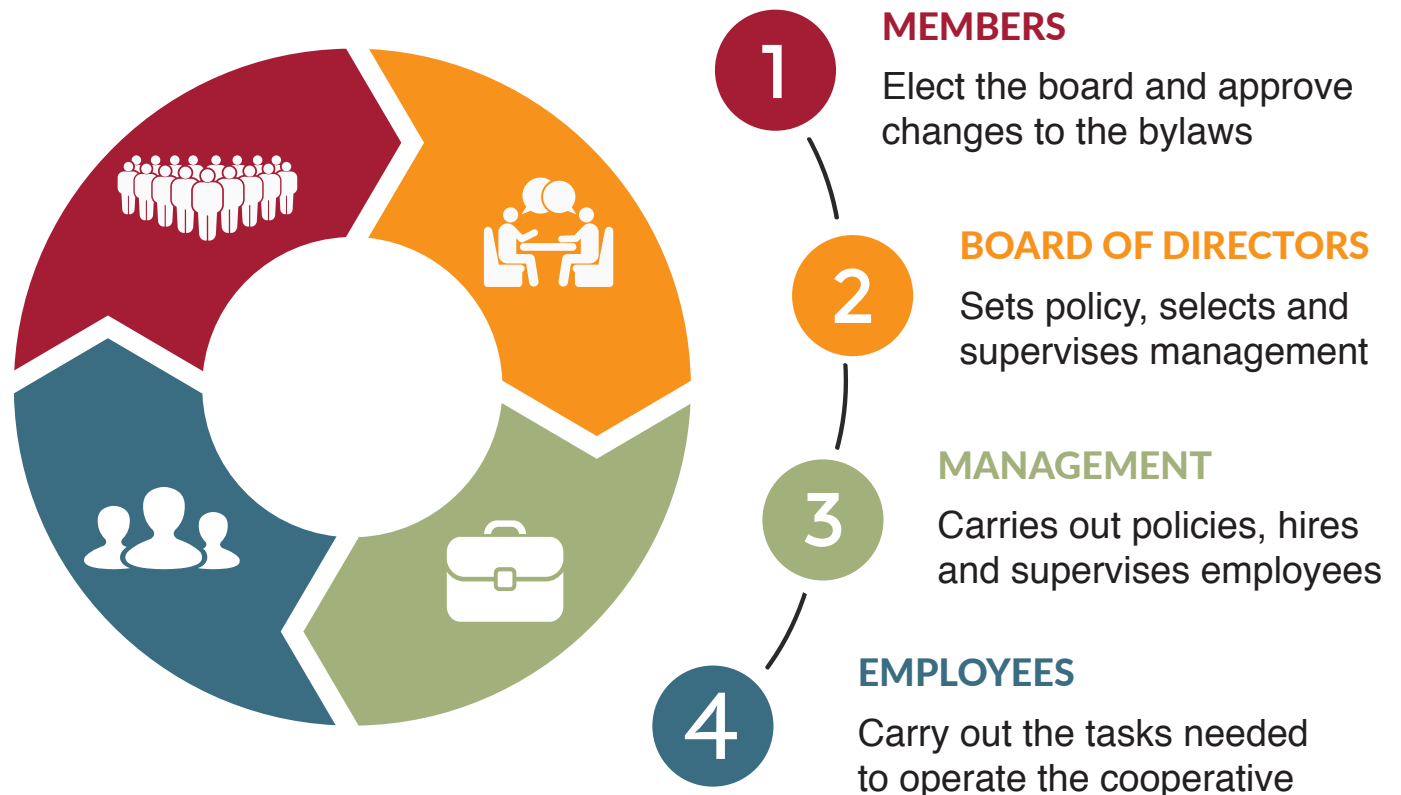 1
MEMBERS
Elect the board and approve
changes to the bylaws
2
BOARD OF DIRECTORS
Sets policy, selects and
supervises management
3
MANAGEMENT
Carries out policies, hires
and supervises employees
4
EMPLOYEES
Carry out the tasks needed
to operate the cooperative